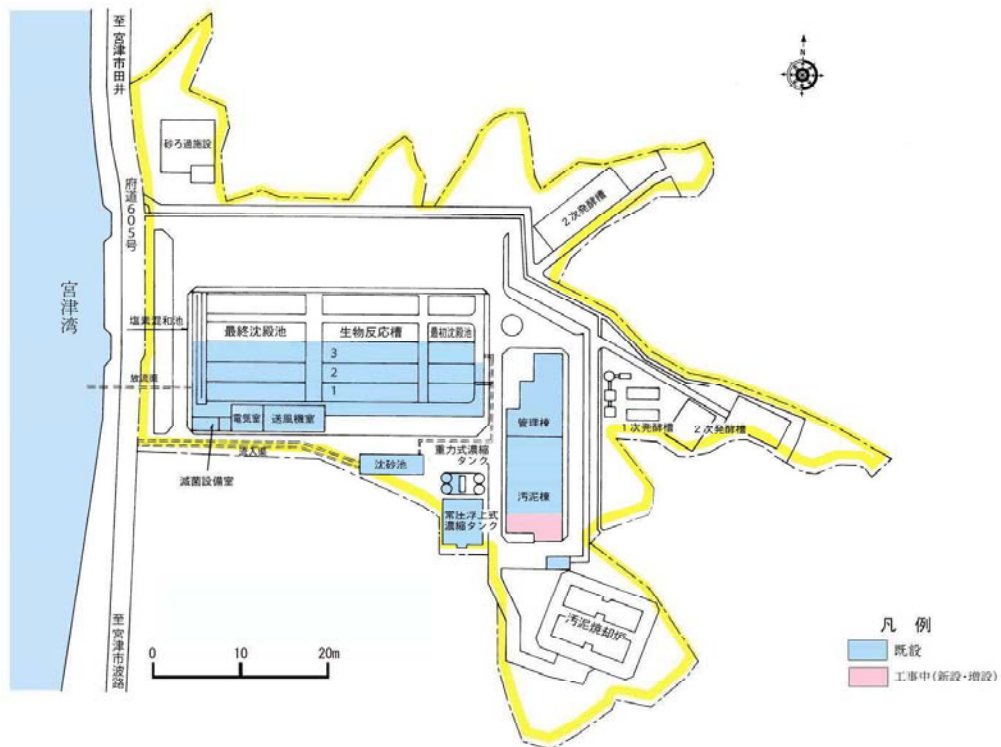 至 宮津市田井
N
砂ろ過施設
府道605号
2次発酵槽
宮津湾
塩素混和池
最終沈殿池
生物反応槽
最初沈殿池
3
2
1
放流渠
電気室
送風機室
管理棟
1次発酵槽
2次発酵槽
流入渠
沈砂池
重力式濃縮
タンク
滅菌設備室
汚泥棟
常圧浮上式
濃縮タンク
汚泥焼却炉
至 宮津市波路
0
10
20m
凡 例
既設
工事中(新設・増設)